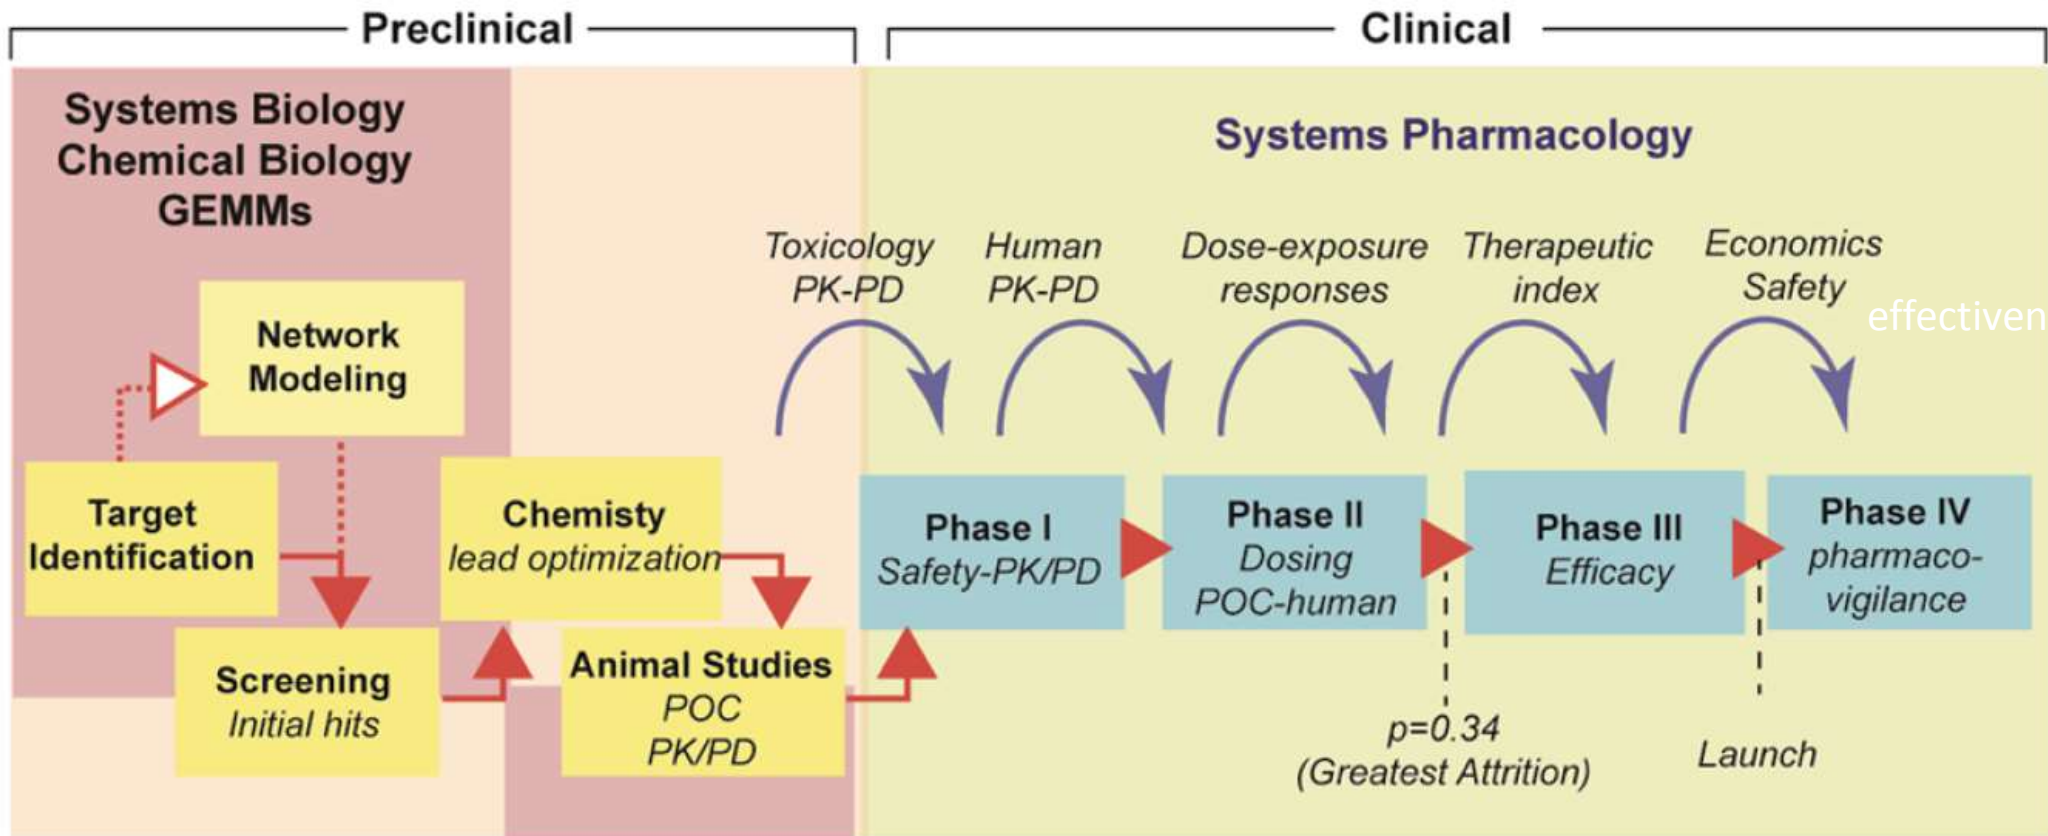 Preclinical
Clinical
Systems Biology
Chemical Biology
GEMMs
Systems Pharmacology
Toxicology
PK-PD
Human
PK-PD
Dose-exposure
responses
Therapeutic
index
Economics
Safety
effectiven
Network
Modeling
Target
Identification
Screening
Initial hits
Chemisty
lead optimization
Animal Studies
POC
PK/PD
Phase I
Safety-PK/PD
Phase II
Dosing
POC-human
Phase III
Efficacy
Phase IV
pharmaco-
vigilance
p=0.34
(Greatest Attrition)
Launch